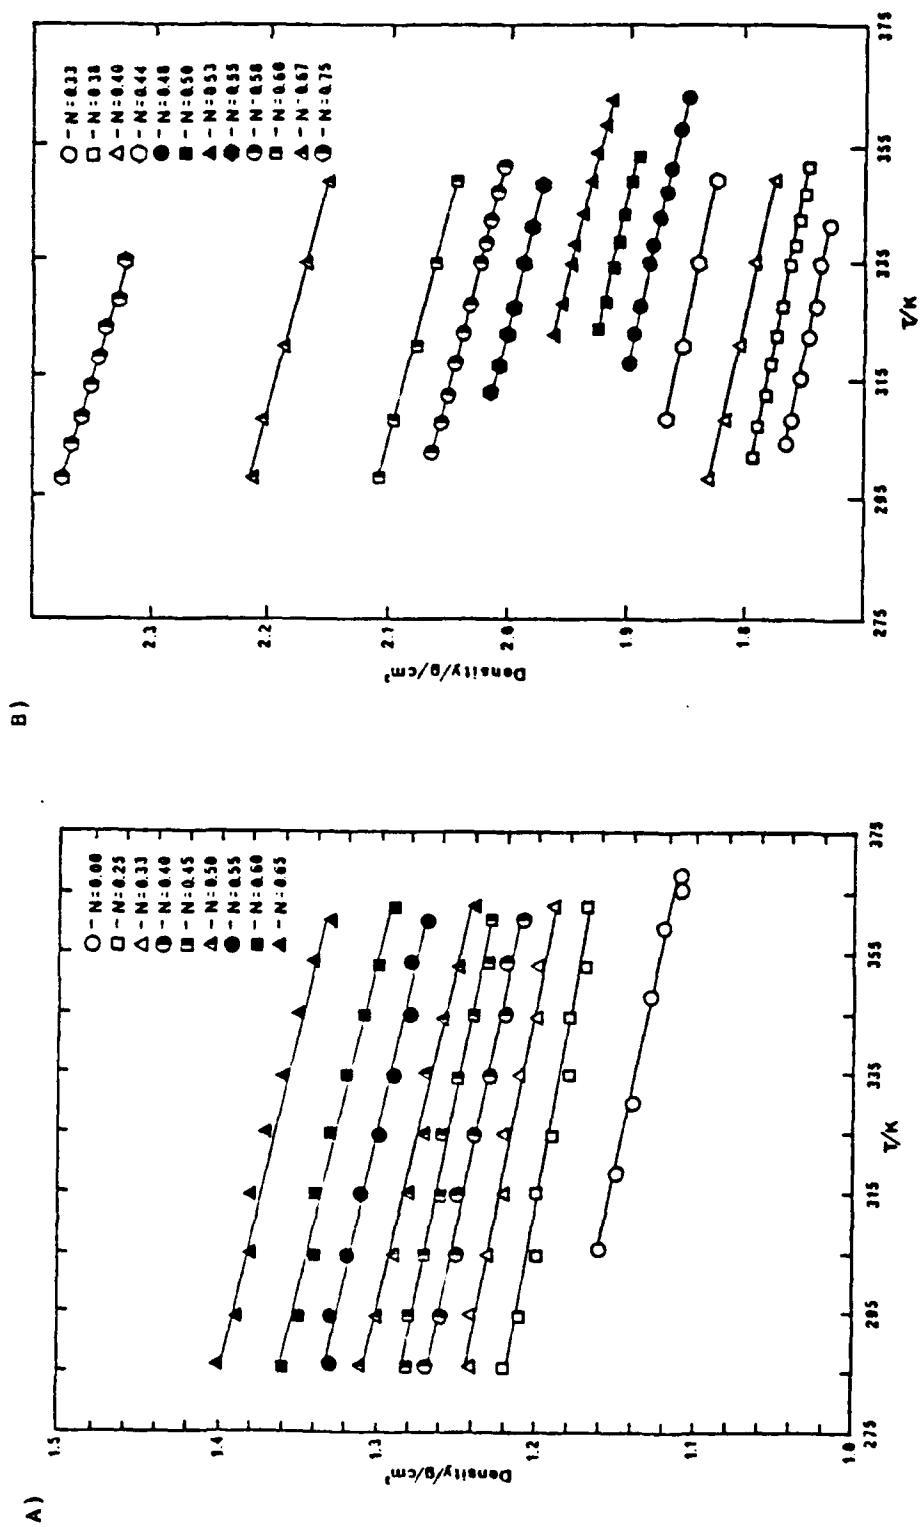 A)
1.5
1.4
1.3
1.2
1.1
1.0
Density/g/cm³
275
295
315
335
355
375
T/K
○ - N=0.00
□ - N=0.25
△ - N=0.33
◐ - N=0.40
◧ - N=0.45
- N=0.50
● - N=0.55
■ - N=0.60
▲ - N=0.65
B)
2.3
2.2
2.1
2.0
1.9
1.8
Density/g/cm³
275
295
315
335
355
375
T/K
○ - N=0.33
□ - N=0.38
△ - N=0.40
○ - N=0.44
● - N=0.48
■ - N=0.50
▲ - N=0.53
● - N=0.55
◐ - N=0.58
◧ - N=0.60
- N=0.67
◐ - N=0.75